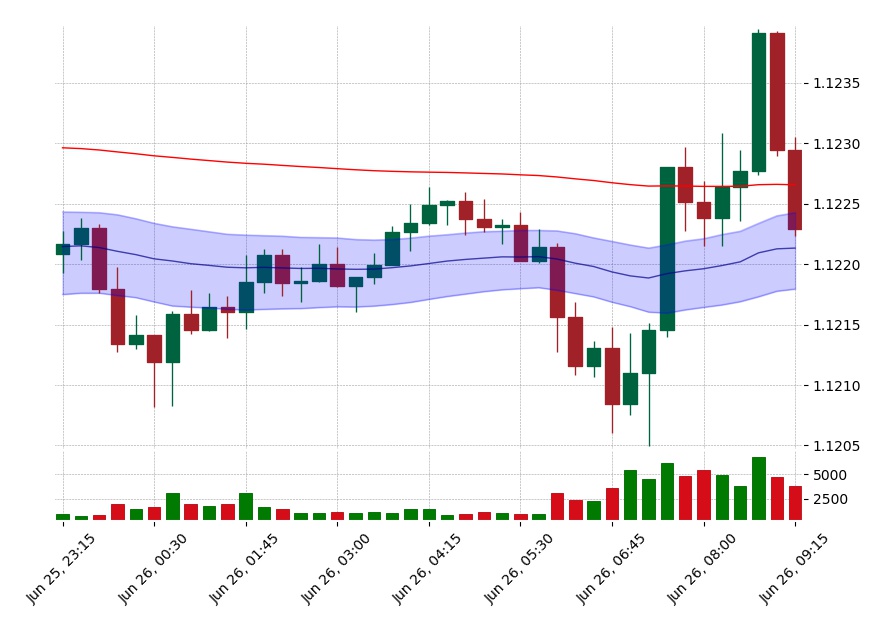 1.1235
1.1230
1.1225
1.1220
1.1215
1.1210
1.1205
5000
2500
Jun 25, 23:15
Jun 26, 00:30
Jun 26, 01:45
Jun 26, 03:00
Jun 26, 04:15
Jun 26, 05:30
Jun 26, 06:45
Jun 26, 08:00
Jun 26, 09:15